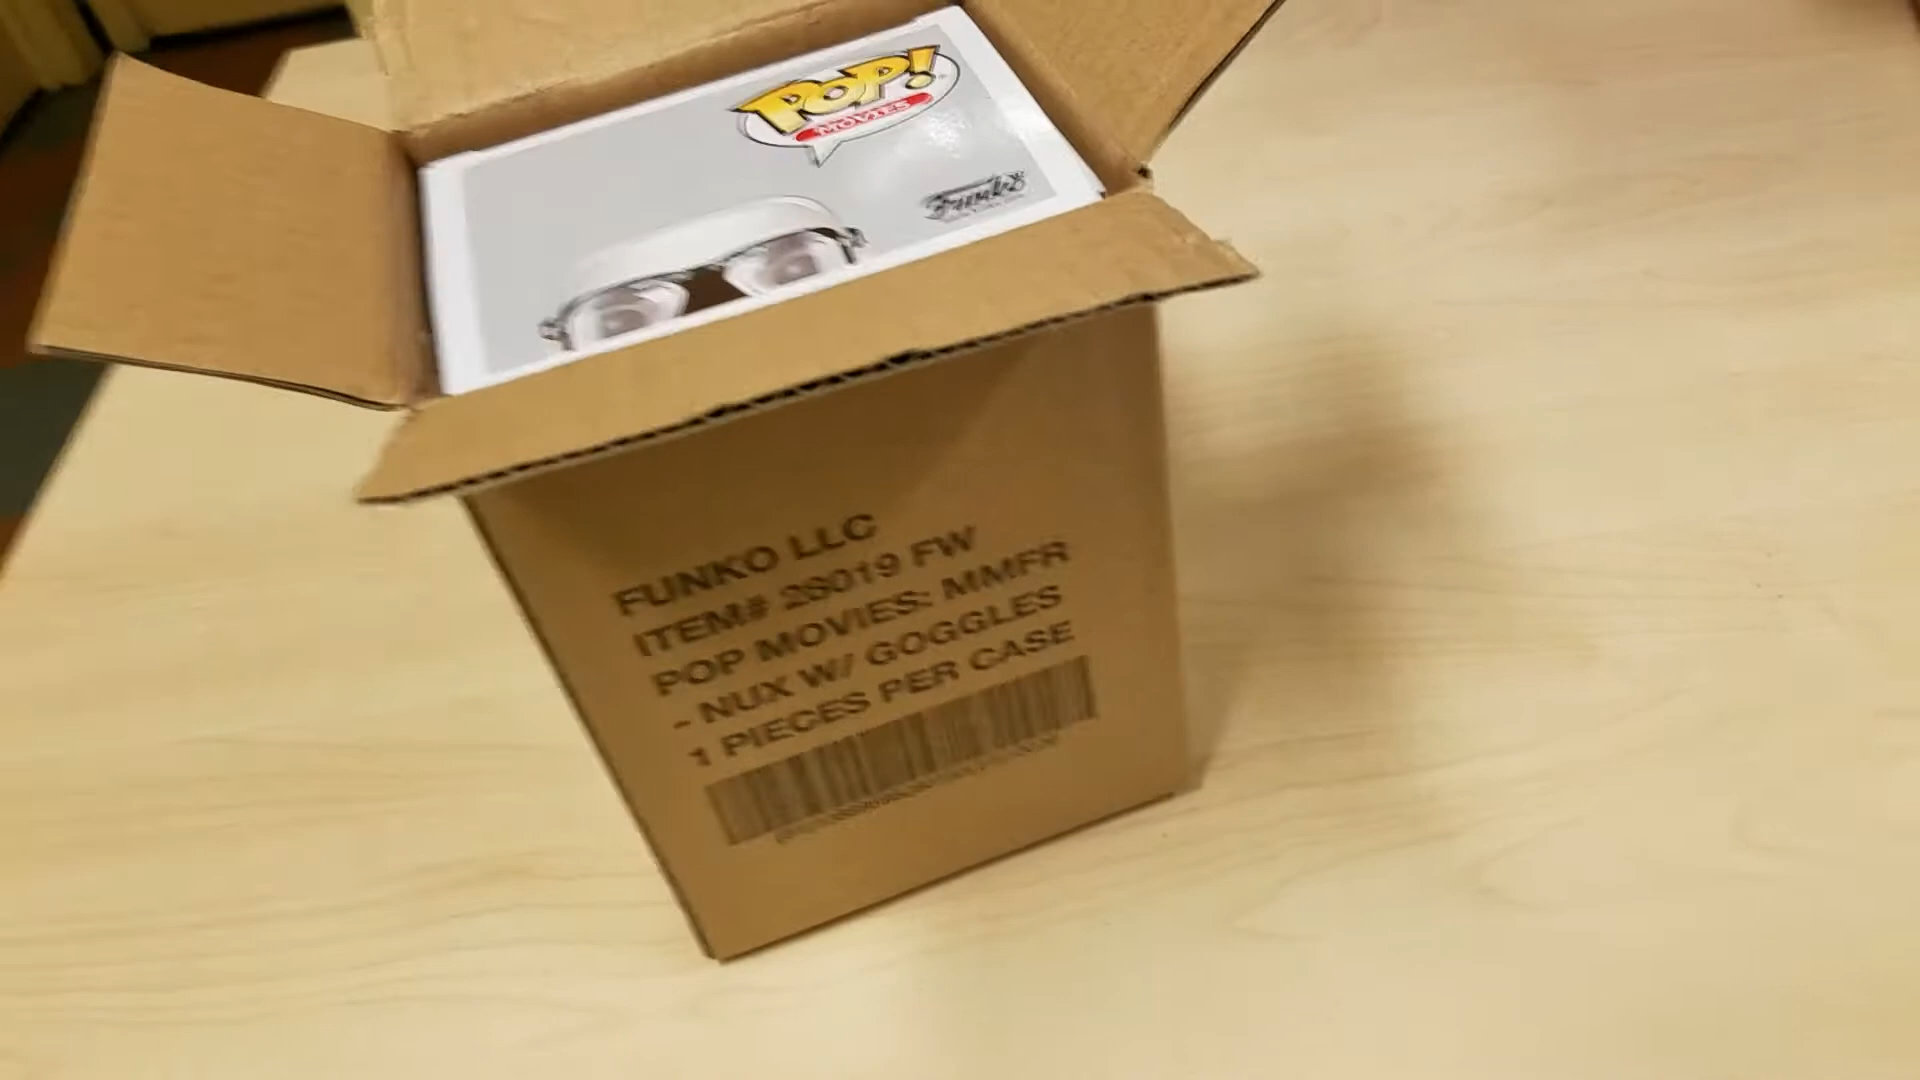 POP!
MOVIES
Funko
FUNKO LLC
ITEM# 28019 FW
POP MOVIES: MMFR
- NUX W/ GOGGLES
1 PIECES PER CASE